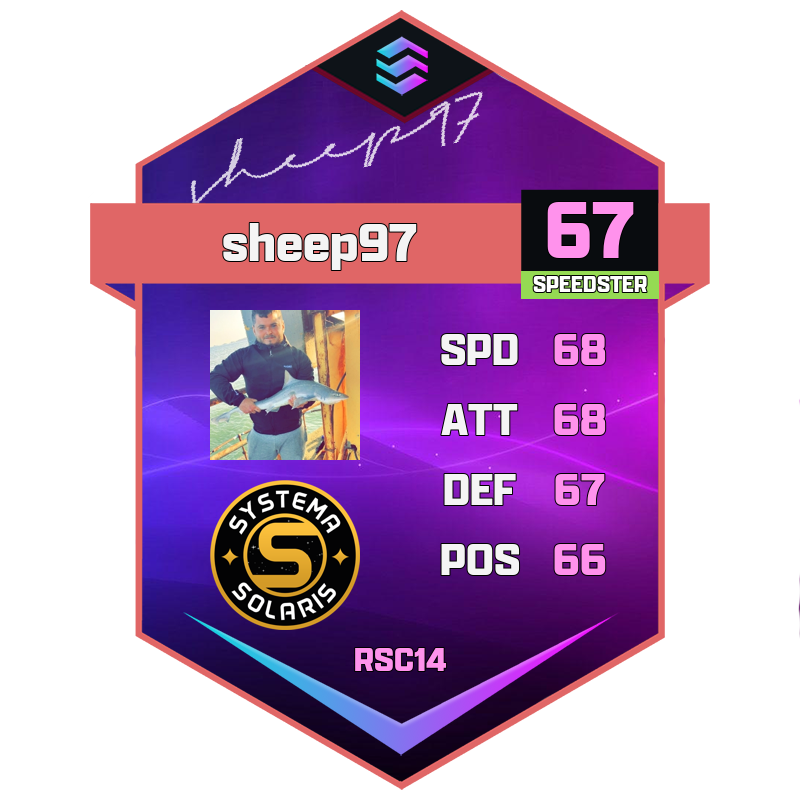 sheep97
sheep97
67
SPEEDSTER
SPD 68
ATT 68
DEF 67
POS 66
SYSTEMA
S
SOLARIS
RSC14